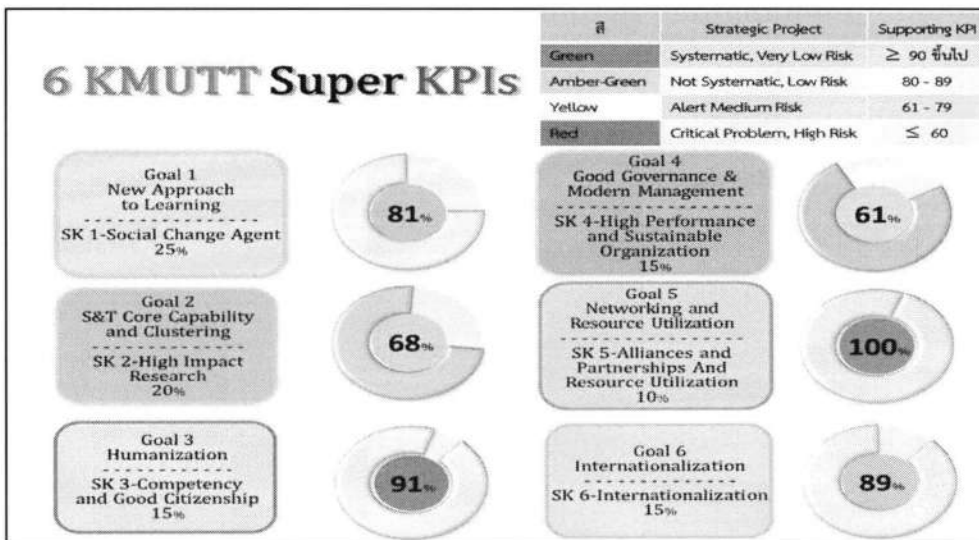 6 KMUTT Super KPIs
สี Strategic Project Supporting KPI
Green Systematic, Very Low Risk ≥ 90 ขึ้นไป
Amber-Green Not Systematic, Low Risk 80 - 89
Yellow Alert Medium Risk 61 - 79
Red Critical Problem, High Risk ≤ 60
Goal 1
New Approach
to Learning
SK 1-Social Change Agent
25%
81%
Goal 2
S&T Core Capability
and Clustering
SK 2-High Impact
Research
20%
68%
Goal 3
Humanization
SK 3-Competency
and Good Citizenship
15%
91%
Goal 4
Good Governance &
Modern Management
SK 4-High Performance
and Sustainable
Organization
15%
61%
Goal 5
Networking and
Resource Utilization
SK 5-Alliances and
Partnerships And
Resource Utilization
10%
100%
Goal 6
Internationalization
SK 6-Internationalization
15%
89%